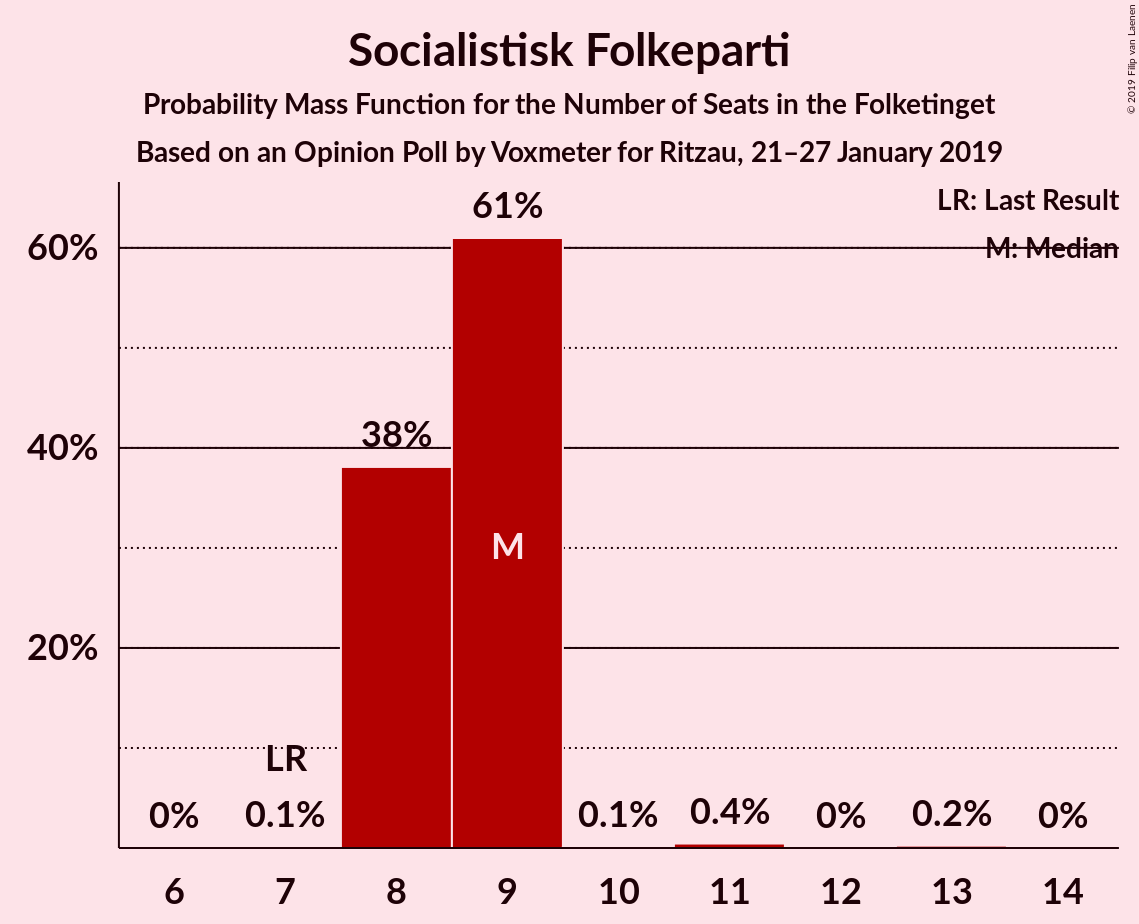 Socialistisk Folkeparti
Probability Mass Function for the Number of Seats in the Folketinget
Based on an Opinion Poll by Voxmeter for Ritzau, 21–27 January 2019
© 2019 Filip van Laenen
LR: Last Result
M: Median
60%
40%
20%
61%
38%
M
LR
0%
0.1%
0.1%
0.4%
0%
0.2%
0%
6
7
8
9
10
11
12
13
14